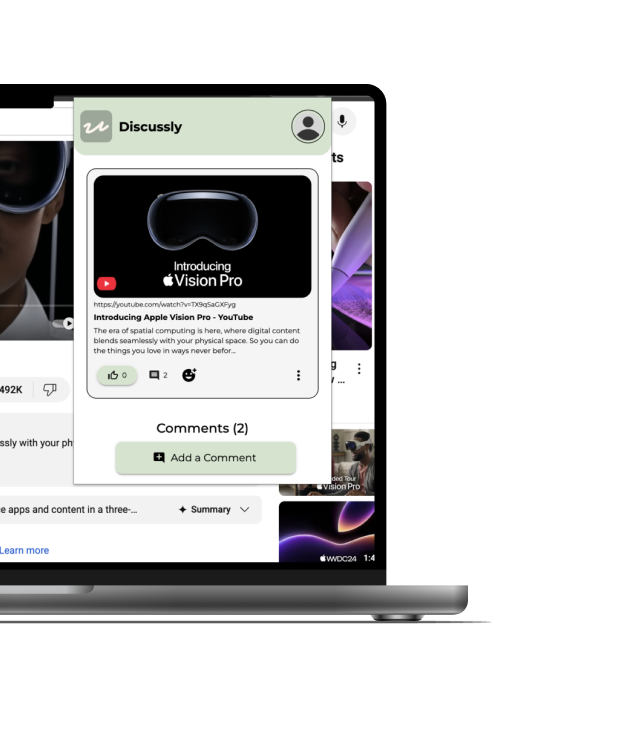 Discussly
ts
Introducing
Vision Pro
https://youtube.com/watch?v=TX9qSaGXFyg
Introducing Apple Vision Pro - YouTube
The era of spatial computing is here, where digital content
blends seamlessly with your physical space. So you can do
the things you love in ways never befor...
0
2
492K
g
...
Comments (2)
Add a Comment
ssly with your ph
ded Tour
Vision Pro
e apps and content in a three-...
Summary
Learn more
WWDC24
1:4